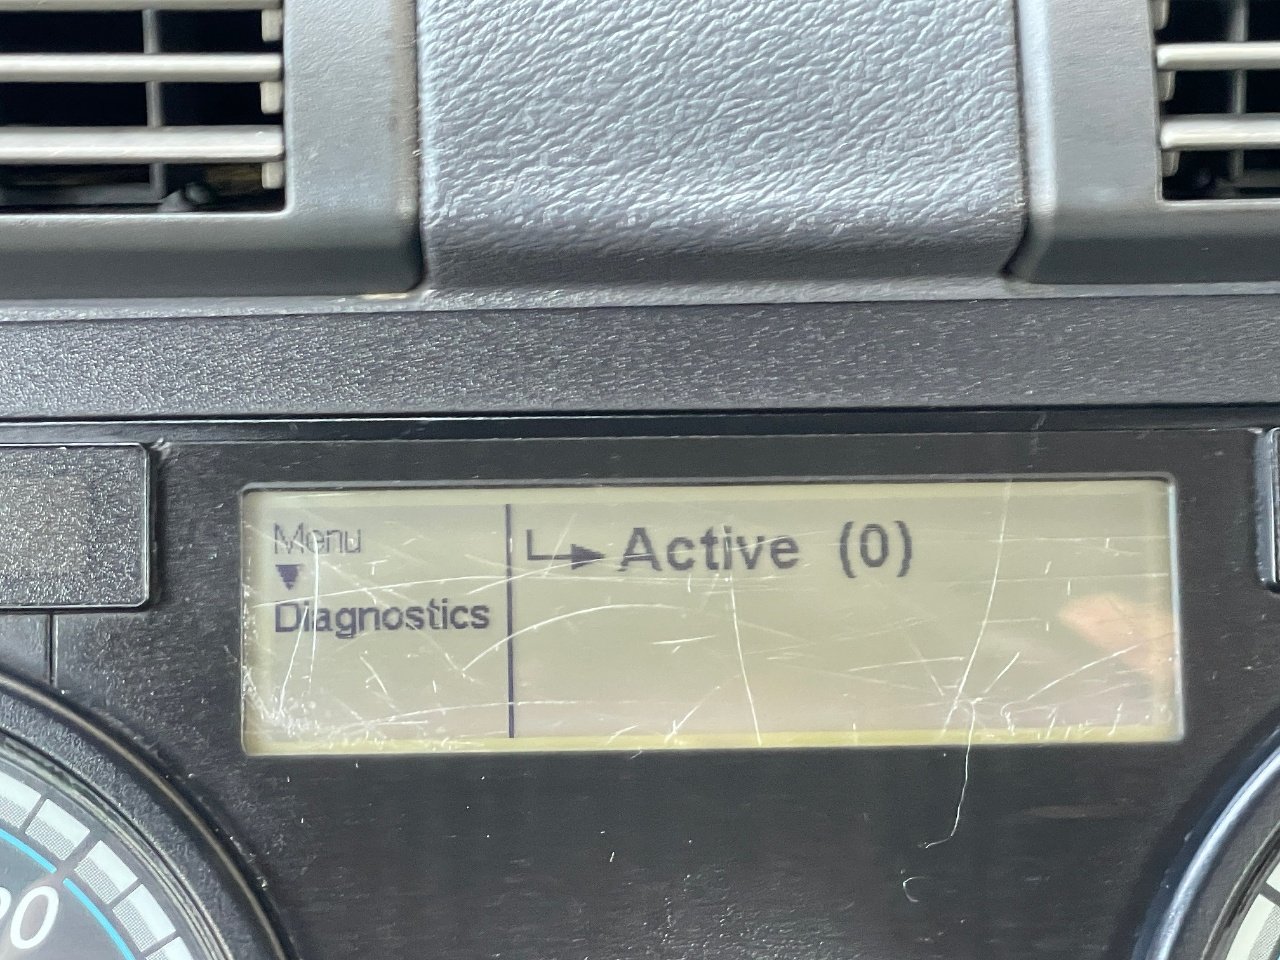 Menu
Diagnostics
Active (0)